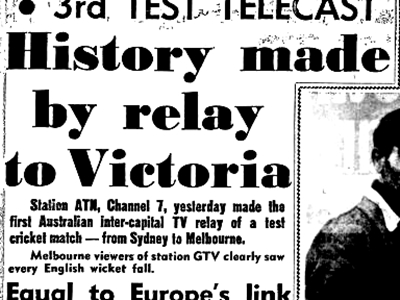 • 3rd TEST TELECAST
History made
by relay
to Victoria
Station ATN, Channel 7, yesterday made the
first Australian inter-capital TV relay of a test
cricket match — from Sydney to Melbourne.
Melbourne viewers of station GTV clearly saw
every English wicket fall.
Equal to Europe's link